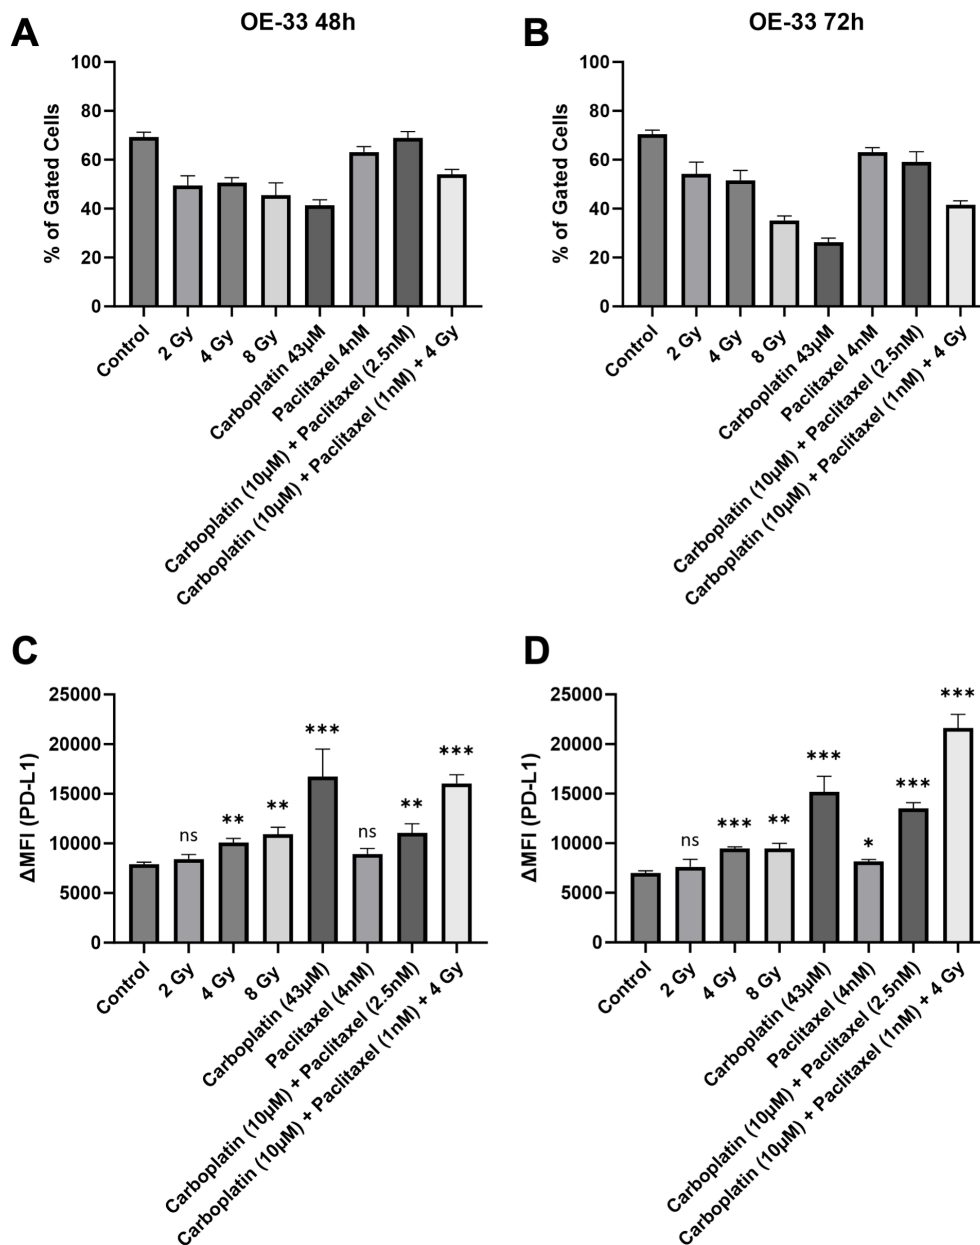 A
OE-33 48h
% of Gated Cells
100
80
60
40
20
0
Control
2 Gy
4 Gy
8 Gy
Carboplatin 43µM
Paclitaxel 4nM
Carboplatin (10µM) + Paclitaxel (2.5nM)
Carboplatin (10µM) + Paclitaxel (1nM) + 4 Gy
B
OE-33 72h
% of Gated Cells
100
80
60
40
20
0
Control
2 Gy
4 Gy
8 Gy
Carboplatin 43µM
Paclitaxel 4nM
Carboplatin (10µM) + Paclitaxel (2.5nM)
Carboplatin (10µM) + Paclitaxel (1nM) + 4 Gy
C
ΔMFI (PD-L1)
25000
20000
15000
10000
5000
0
ns
**
**
***
ns
**
***
Control
2 Gy
4 Gy
8 Gy
Carboplatin (43µM)
Paclitaxel (4nM)
Carboplatin (10µM) + Paclitaxel (2.5nM)
Carboplatin (10µM) + Paclitaxel (1nM) + 4 Gy
D
ΔMFI (PD-L1)
25000
20000
15000
10000
5000
0
ns
***
**
***
*
***
***
Control
2 Gy
4 Gy
8 Gy
Carboplatin (43µM)
Paclitaxel (4nM)
Carboplatin (10µM) + Paclitaxel (2.5nM)
Carboplatin (10µM) + Paclitaxel (1nM) + 4 Gy